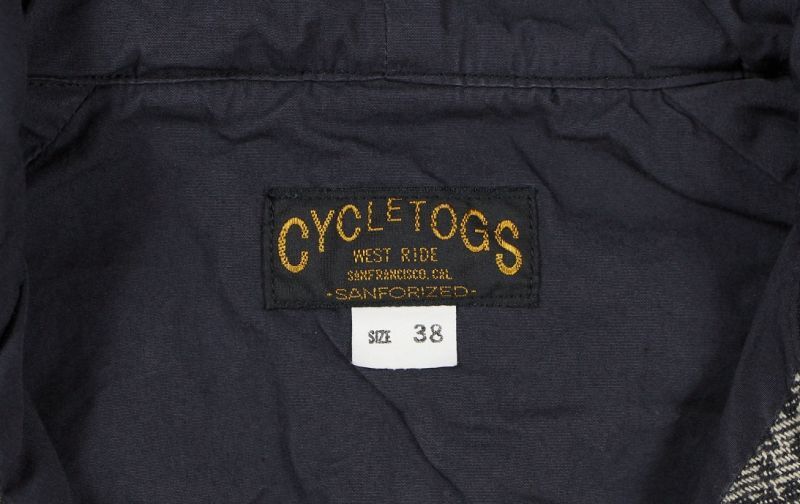 CYCLETOGS
WEST RIDE
SANFRANCISCO.CAL
-SANFORIZED-
SIZE 38